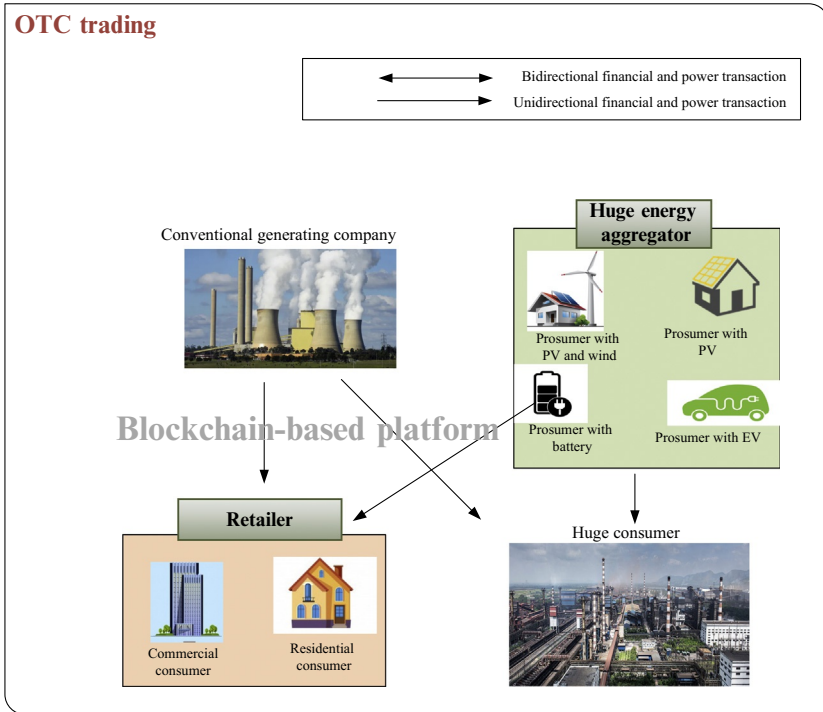 OTC trading
Bidirectional financial and power transaction
Unidirectional financial and power transaction
Conventional generating company
Huge energy
aggregator
Prosumer with
PV and wind
Prosumer with
PV
Prosumer with
battery
Prosumer with EV
Blockchain-based platform
Retailer
Commercial
consumer
Residential
consumer
Huge consumer